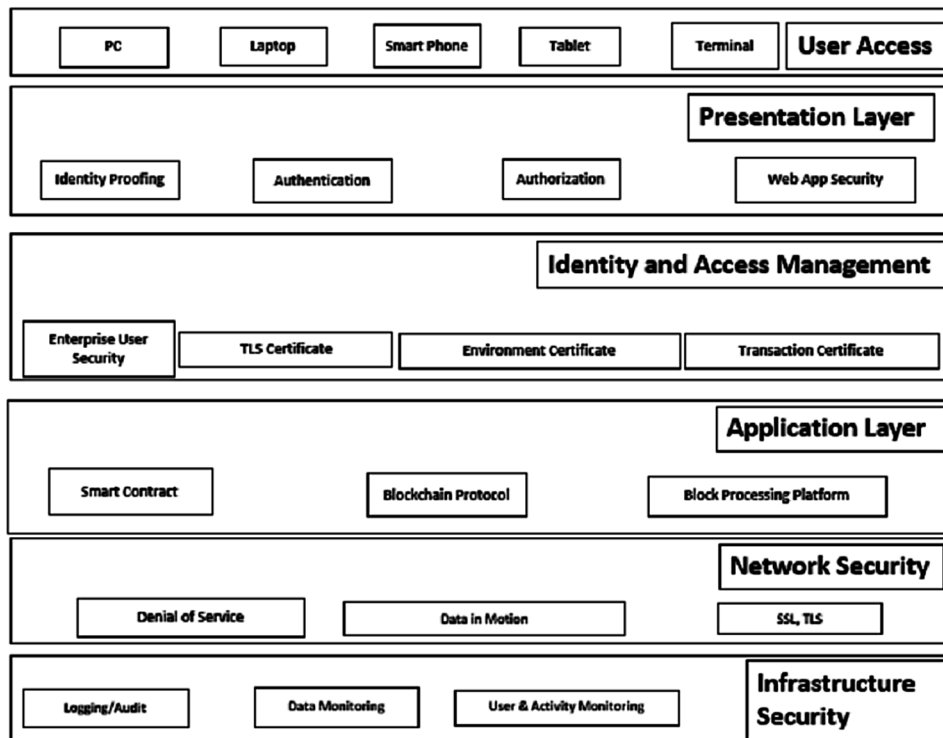 PC
Laptop
Smart Phone
Tablet
Terminal
User Access
Presentation Layer
Identity Proofing
Authentication
Authorization
Web App Security
Identity and Access Management
Enterprise User
Security
TLS Certificate
Environment Certificate
Transaction Certificate
Application Layer
Smart Contract
Blockchain Protocol
Block Processing Platform
Network Security
Denial of Service
Data in Motion
SSL, TLS
Infrastructure
Security
Logging/Audit
Data Monitoring
User & Activity Monitoring